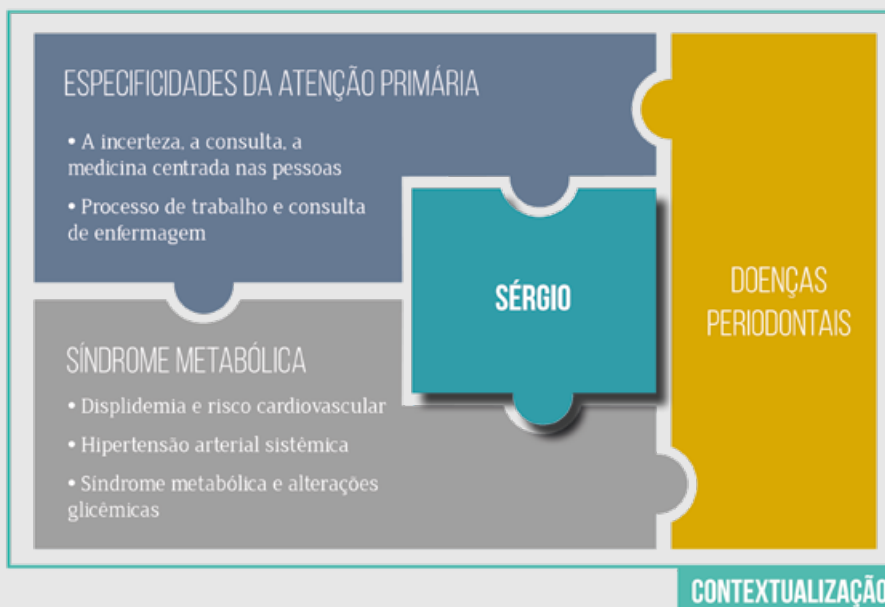 ESPECIFICIDADES DA ATENÇÃO PRIMÁRIA
• A incerteza, a consulta, a
medicina centrada nas pessoas
• Processo de trabalho e consulta
de enfermagem
SÉRGIO
DOENÇAS
PERIODONTAIS
SÍNDROME METABÓLICA
• Displidemia e risco cardiovascular
• Hipertensão arterial sistêmica
• Síndrome metabólica e alterações
glicêmicas
CONTEXTUALIZAÇÃO